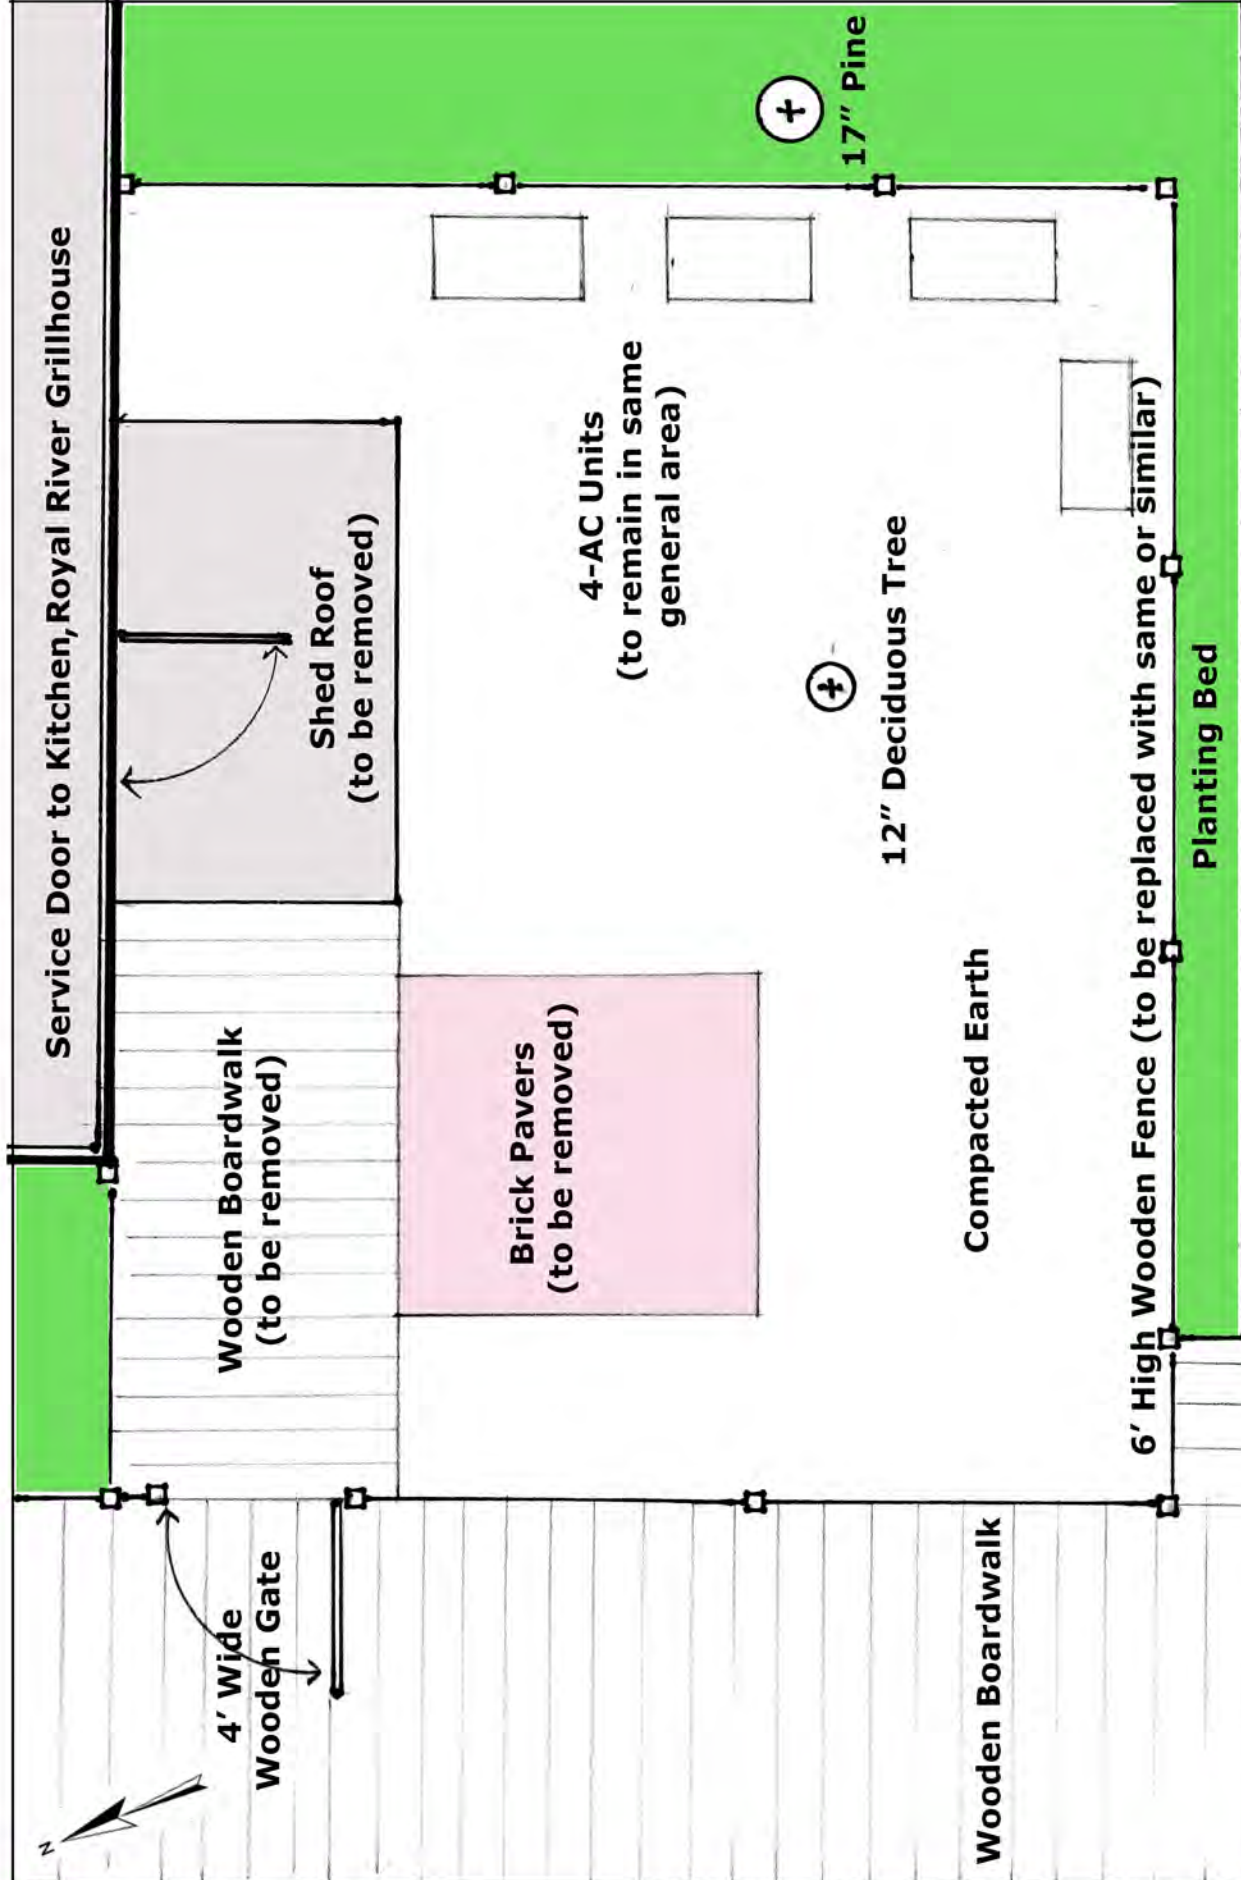 Service Door to Kitchen,Royal River Grillhouse
Shed Roof
(to be removed)
Wooden Boardwalk
(to be removed)
4' Wide
Wooden Gate
N
Brick Pavers
(to be removed)
4-AC Units
(to remain in same
general area)
17" Pine
12" Deciduous Tree
Compacted Earth
Wooden Boardwalk
6' High Wooden Fence (to be replaced with same or similar)
Planting Bed